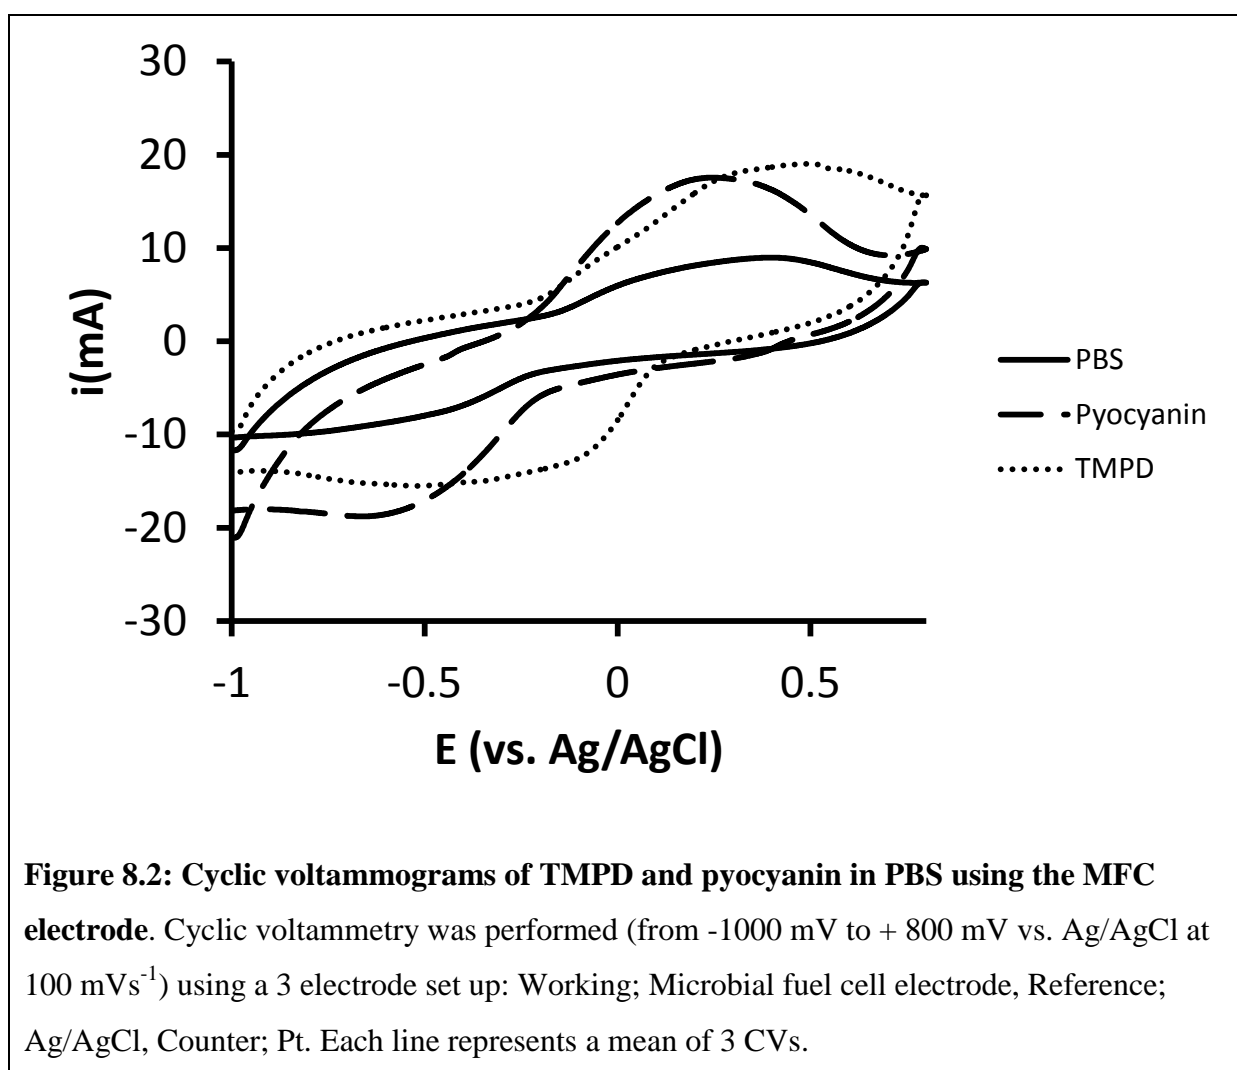 30
20
10
0
-10
-20
-30
i(mA)
-1
-0.5
0
0.5
E (vs. Ag/AgCl)
PBS
Pyocyanin
TMPD
Figure 8.2: Cyclic voltammograms of TMPD and pyocyanin in PBS using the MFC
electrode. Cyclic voltammetry was performed (from -1000 mV to + 800 mV vs. Ag/AgCl at
100 mVs⁻¹) using a 3 electrode set up: Working; Microbial fuel cell electrode, Reference;
Ag/AgCl, Counter; Pt. Each line represents a mean of 3 CVs.